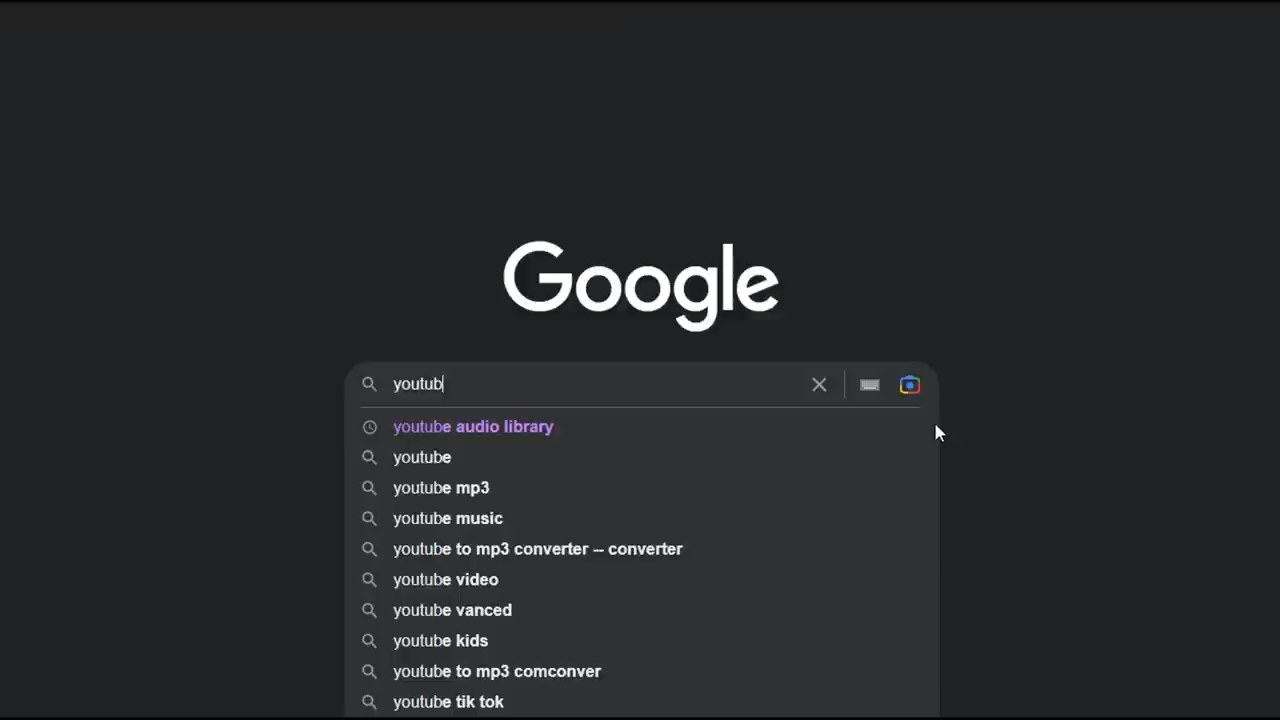 Google
youtub
youtube audio library
youtube
youtube mp3
youtube music
youtube to mp3 converter -- converter
youtube video
youtube vanced
youtube kids
youtube to mp3 comconver
youtube tik tok